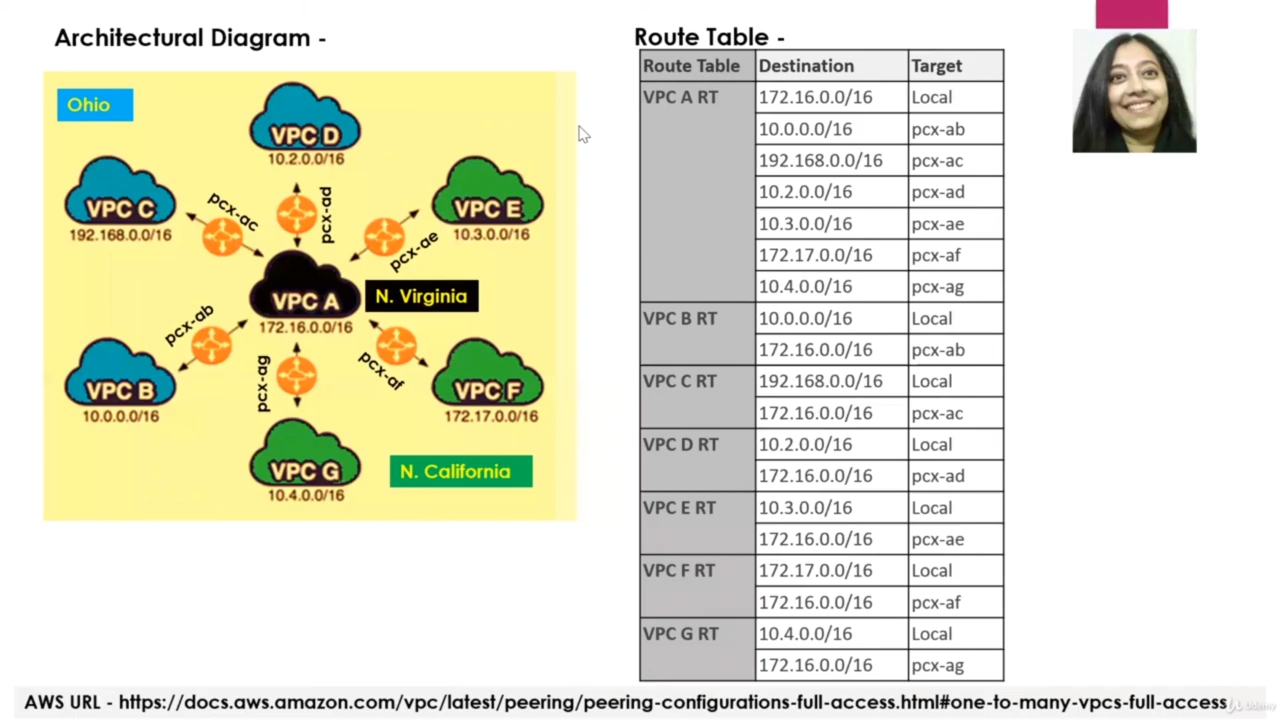 Architectural Diagram -
Ohio
VPC D
10.2.0.0/16
VPC C
192.168.0.0/16
VPC E
10.3.0.0/16
pcx-ac
pcx-ad
pcx-ae
VPC A
172.16.0.0/16
N. Virginia
pcx-ab
pcx-ag
pcx-af
VPC B
10.0.0.0/16
VPC F
172.17.0.0/16
VPC G
10.4.0.0/16
N. California
Route Table -
Route Table Destination Target
VPC A RT 172.16.0.0/16 Local
10.0.0.0/16 pcx-ab
192.168.0.0/16 pcx-ac
10.2.0.0/16 pcx-ad
10.3.0.0/16 pcx-ae
172.17.0.0/16 pcx-af
10.4.0.0/16 pcx-ag
VPC B RT 10.0.0.0/16 Local
172.16.0.0/16 pcx-ab
VPC C RT 192.168.0.0/16 Local
172.16.0.0/16 pcx-ac
VPC D RT 10.2.0.0/16 Local
172.16.0.0/16 pcx-ad
VPC E RT 10.3.0.0/16 Local
172.16.0.0/16 pcx-ae
VPC F RT 172.17.0.0/16 Local
172.16.0.0/16 pcx-af
VPC G RT 10.4.0.0/16 Local
172.16.0.0/16 pcx-ag
AWS URL - https://docs.aws.amazon.com/vpc/latest/peering/peering-configurations-full-access.html#one-to-many-vpcs-full-access
Udemy